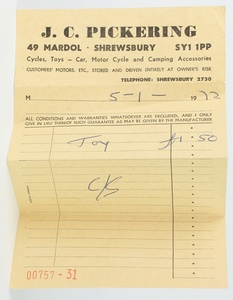 J. C. PICKERING
49 MARDOL · SHREWSBURY SY1 1PP
Cycles, Toys — Car, Motor Cycle and Camping Accessories
CUSTOMERS' MOTORS, ETC., STORED AND DRIVEN ENTIRELY AT OWNER'S RISK
TELEPHONE: SHREWSBURY 3730
M 5-1- 1972
ALL CONDITIONS AND WARRANTIES WHATSOEVER ARE EXCLUDED, AND I ONLY
GIVE IN LIEU THEREOF SUCH GUARANTEE AS MAY BE GIVEN BY THE MANUFACTURER
Toy £1 50
C/S
00757-31